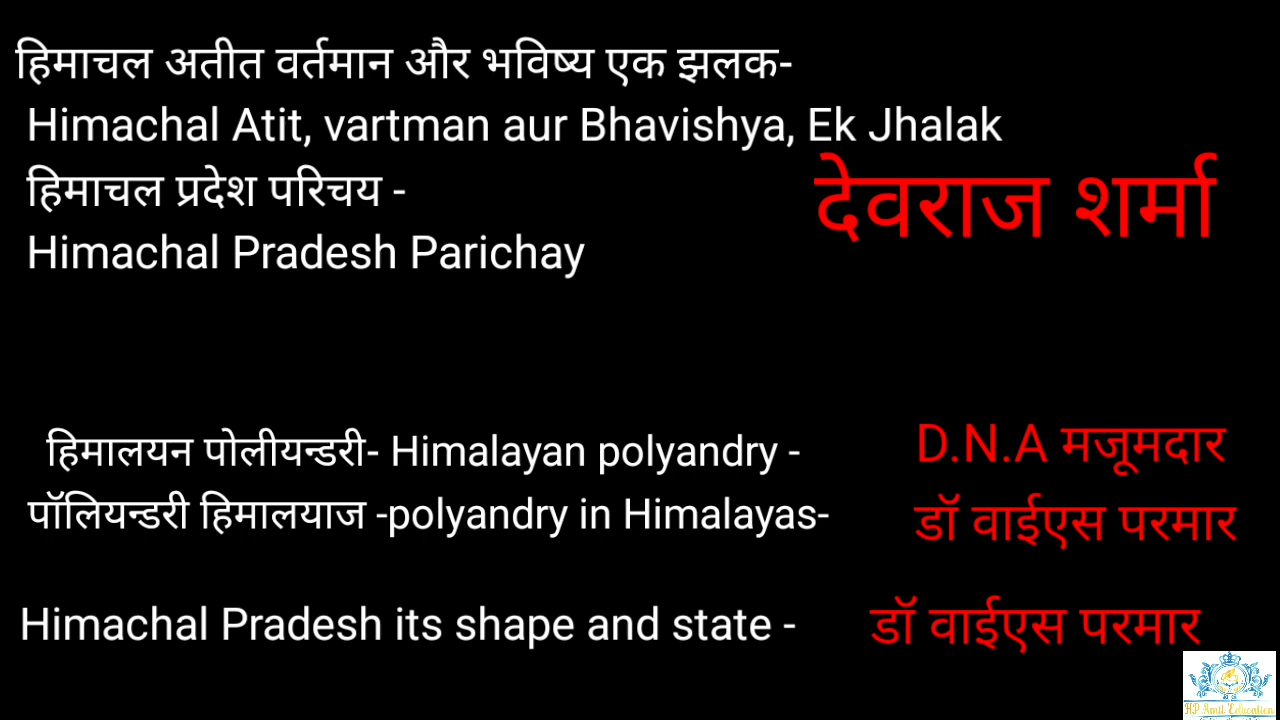 हिमाचल अतीत वर्तमान और भविष्य एक झलक-
Himachal Atit, vartman aur Bhavishya, Ek Jhalak
हिमाचल प्रदेश परिचय -
देवराज शर्मा
Himachal Pradesh Parichay
हिमालयन पोलीयन्डरी- Himalayan polyandry - D.N.A मजूमदार
पॉलियन्डरी हिमालयाज -polyandry in Himalayas- डॉ वाईएस परमार
Himachal Pradesh its shape and state - डॉ वाईएस परमार
H.P Amit Education